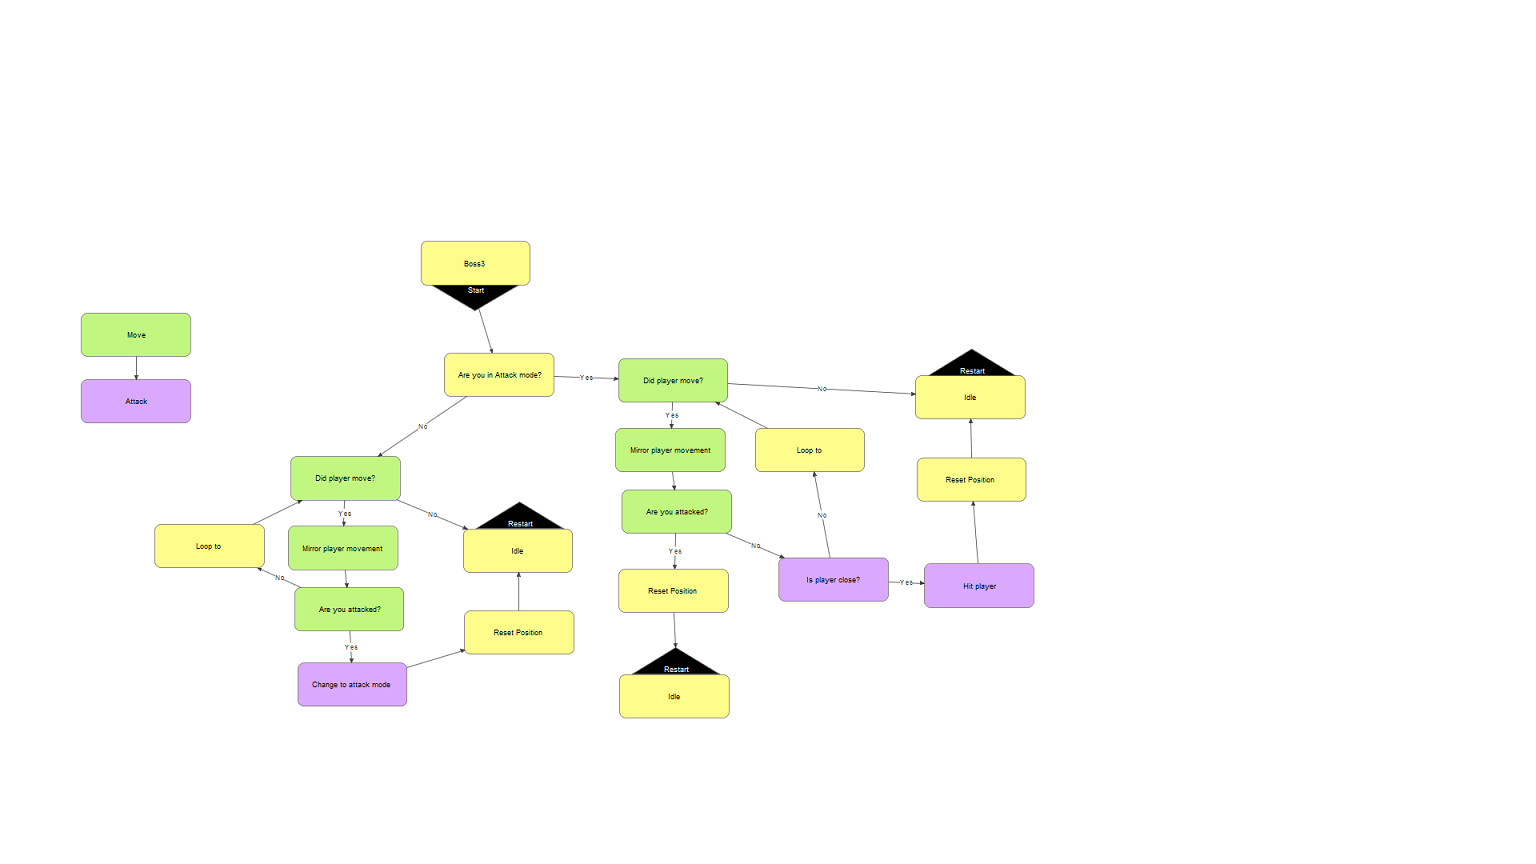 Boss3
Start
Move
Attack
Are you in Attack mode?
Yes
No
Did player move?
No
Yes
Restart
Idle
Mirror player movement
Loop to
Reset Position
Are you attacked?
No
Yes
No
Is player close?
Yes
Hit player
Reset Position
Restart
Idle
Did player move?
Yes
No
Restart
Idle
Loop to
Mirror player movement
No
Are you attacked?
Yes
Reset Position
Change to attack mode